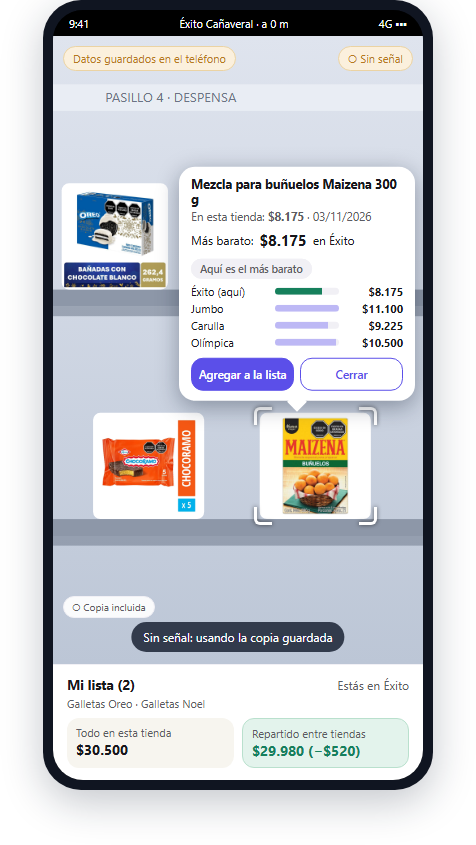 9:41
Éxito Cañaveral · a 0 m
4G
Datos guardados en el teléfono
Sin señal
PASILLO 4 · DESPENSA
OREO
BAÑADAS CON
CHOCOLATE BLANCO
262,4
GRAMOS
Mezcla para buñuelos Maizena 300
g
En esta tienda: $8.175 · 03/11/2026
Más barato: $8.175 en Éxito
Aquí es el más barato
Éxito (aquí) $8.175
Jumbo $11.100
Carulla $9.225
Olímpica $10.500
Agregar a la lista
Cerrar
CHOCORAMO
CHOCORAMO
x 5
MAIZENA
BUÑUELOS
Copia incluida
Sin señal: usando la copia guardada
Mi lista (2)
Estás en Éxito
Galletas Oreo · Galletas Noel
Todo en esta tienda
$30.500
Repartido entre tiendas
$29.980 (−$520)